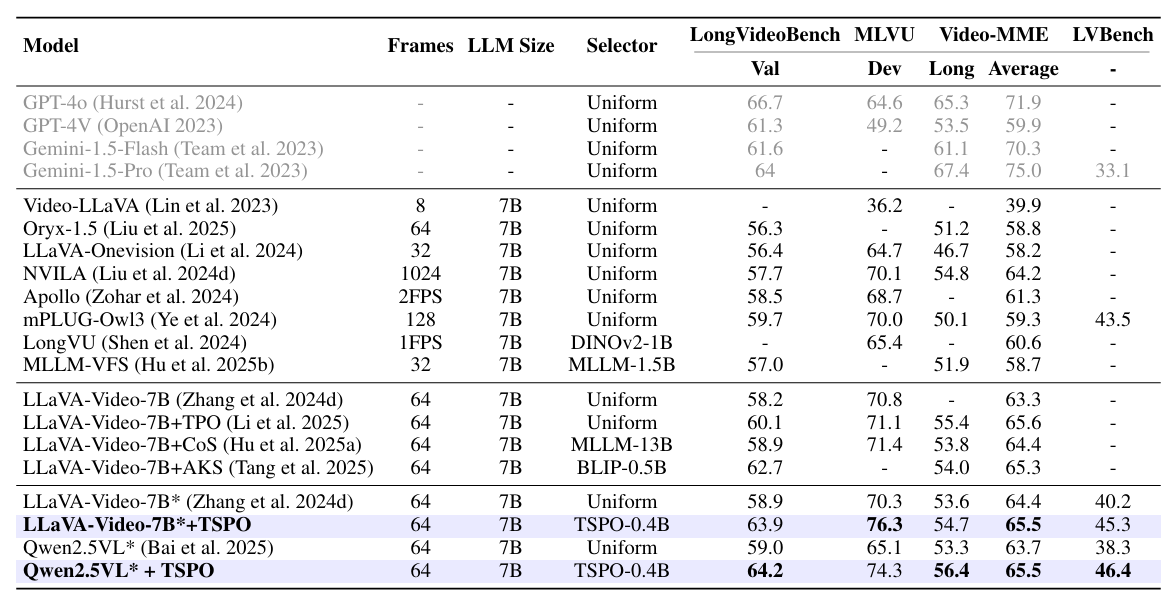 Model Frames LLM Size Selector LongVideoBench MLVU Video-MME LVBench
Val Dev Long Average -
GPT-4o (Hurst et al. 2024) - - Uniform 66.7 64.6 65.3 71.9 -
GPT-4V (OpenAI 2023) - - Uniform 61.3 49.2 53.5 59.9 -
Gemini-1.5-Flash (Team et al. 2023) - - Uniform 61.6 - 61.1 70.3 -
Gemini-1.5-Pro (Team et al. 2023) - - Uniform 64 - 67.4 75.0 33.1
Video-LLaVA (Lin et al. 2023) 8 7B Uniform - 36.2 - 39.9 -
Oryx-1.5 (Liu et al. 2025) 64 7B Uniform 56.3 - 51.2 58.8 -
LLaVA-Onevision (Li et al. 2024) 32 7B Uniform 56.4 64.7 46.7 58.2 -
NVILA (Liu et al. 2024d) 1024 7B Uniform 57.7 70.1 54.8 64.2 -
Apollo (Zohar et al. 2024) 2FPS 7B Uniform 58.5 68.7 - 61.3 -
mPLUG-Owl3 (Ye et al. 2024) 128 7B Uniform 59.7 70.0 50.1 59.3 43.5
LongVU (Shen et al. 2024) 1FPS 7B DINOv2-1B - 65.4 - 60.6 -
MLLM-VFS (Hu et al. 2025b) 32 7B MLLM-1.5B 57.0 - 51.9 58.7 -
LLaVA-Video-7B (Zhang et al. 2024d) 64 7B Uniform 58.2 70.8 - 63.3 -
LLaVA-Video-7B+TPO (Li et al. 2025) 64 7B Uniform 60.1 71.1 55.4 65.6 -
LLaVA-Video-7B+CoS (Hu et al. 2025a) 64 7B MLLM-13B 58.9 71.4 53.8 64.4 -
LLaVA-Video-7B+AKS (Tang et al. 2025) 64 7B BLIP-0.5B 62.7 - 54.0 65.3 -
LLaVA-Video-7B* (Zhang et al. 2024d) 64 7B Uniform 58.9 70.3 53.6 64.4 40.2
LLaVA-Video-7B*+TSPO 64 7B TSPO-0.4B 63.9 76.3 54.7 65.5 45.3
Qwen2.5VL* (Bai et al. 2025) 64 7B Uniform 59.0 65.1 53.3 63.7 38.3
Qwen2.5VL* + TSPO 64 7B TSPO-0.4B 64.2 74.3 56.4 65.5 46.4